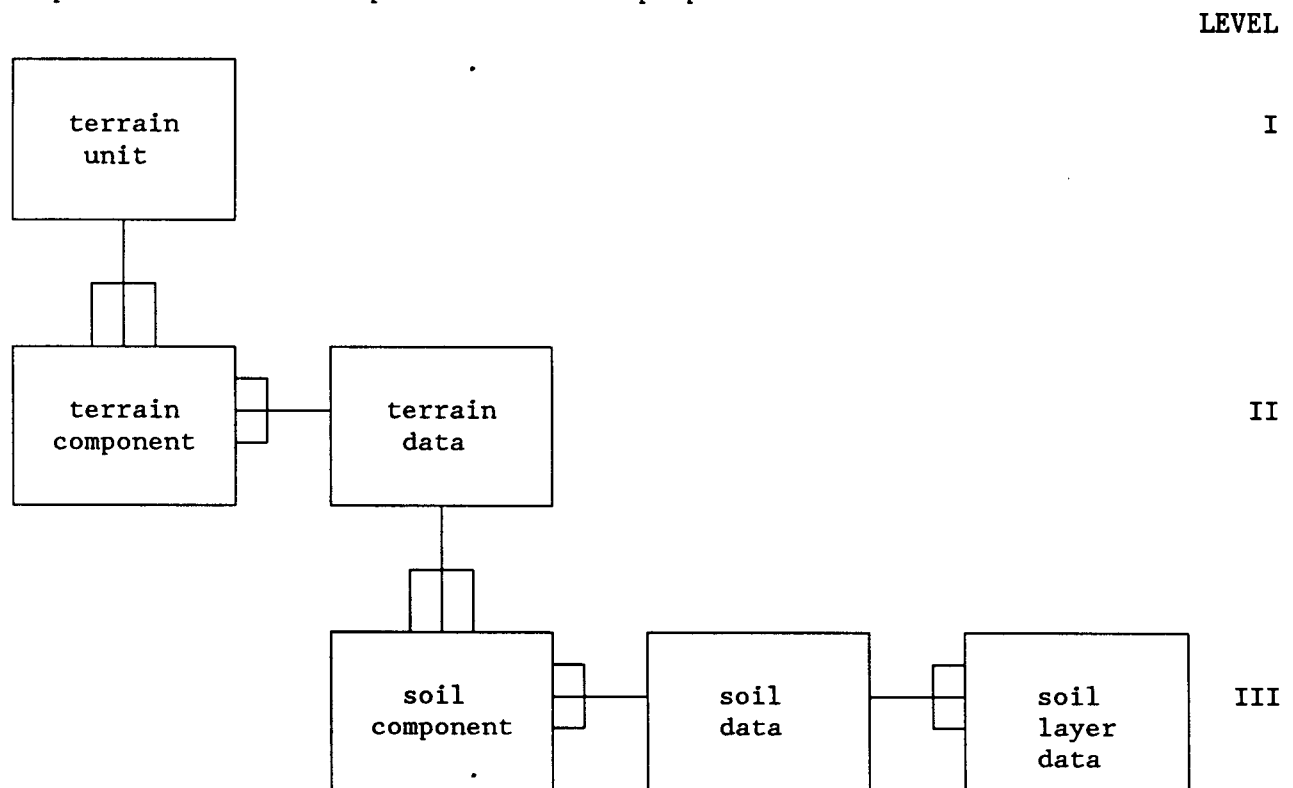 LEVEL
terrain
unit
I
terrain
component
terrain
data
II
soil
component
soil
data
soil
layer
data
III